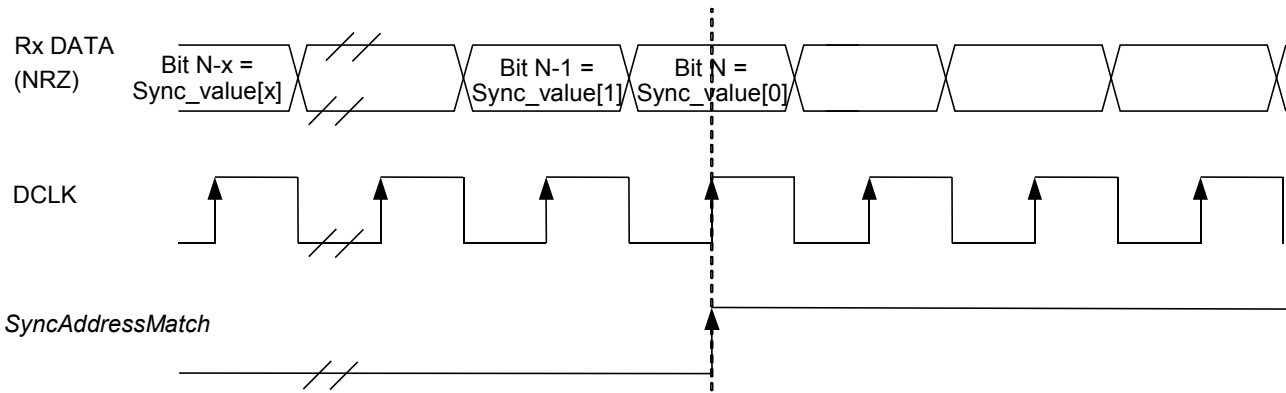 Rx DATA
(NRZ)
Bit N-x =
Sync_value[x]
Bit N-1 =
Sync_value[1]
Bit N =
Sync_value[0]
DCLK
SyncAddressMatch